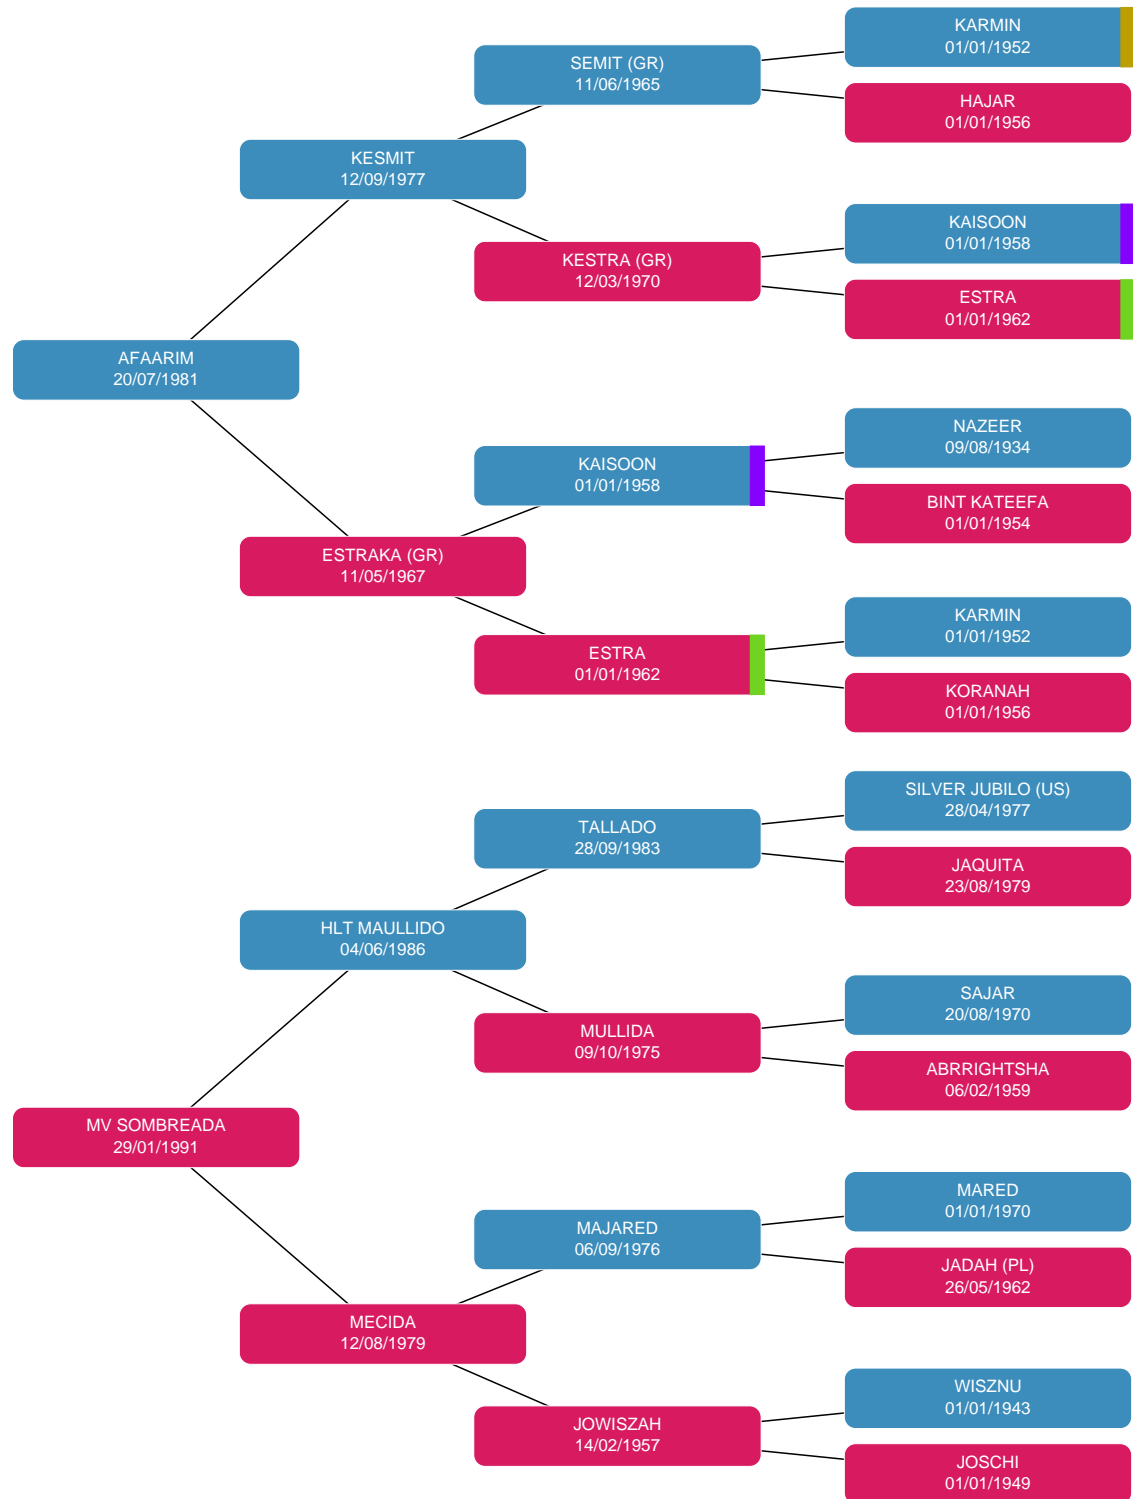 KARMIN
01/01/1952
SEMIT (GR)
11/06/1965
HAJAR
01/01/1956
KESMIT
12/09/1977
KAISOON
01/01/1958
KESTRA (GR)
12/03/1970
ESTRA
01/01/1962
AFAARIM
20/07/1981
NAZEER
09/08/1934
KAISOON
01/01/1958
BINT KATEEFA
01/01/1954
ESTRAKA (GR)
11/05/1967
KARMIN
01/01/1952
ESTRA
01/01/1962
KORANAH
01/01/1956
SILVER JUBILO (US)
28/04/1977
TALLADO
28/09/1983
JAQUITA
23/08/1979
HLT MAULLIDO
04/06/1986
SAJAR
20/08/1970
MULLIDA
09/10/1975
ABRRIGHTSHA
06/02/1959
MV SOMBREADA
29/01/1991
MARED
01/01/1970
MAJARED
06/09/1976
JADAH (PL)
26/05/1962
MECIDA
12/08/1979
WISZNU
01/01/1943
JOWISZAH
14/02/1957
JOSCHI
01/01/1949